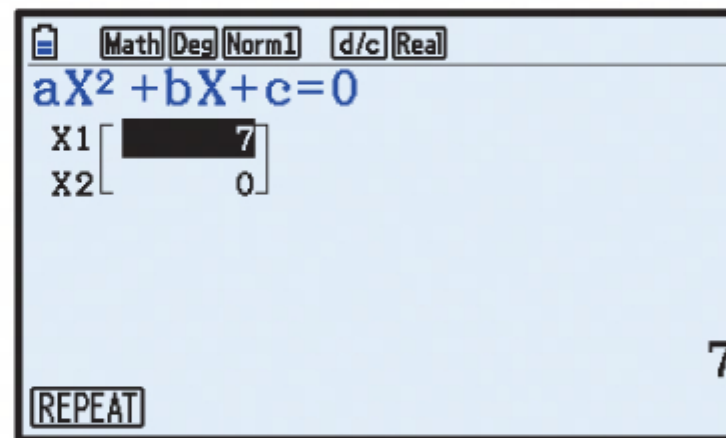 Math Deg Norm1 d/c Real
aX² +bX+c=0
X1 7
X2 0
7
REPEAT